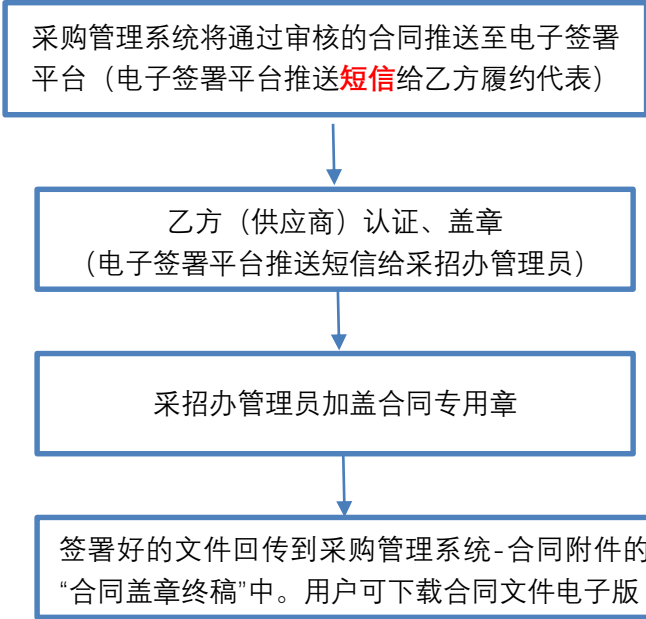 采购管理系统将通过审核的合同推送至电子签署
平台（电子签署平台推送短信给乙方履约代表）
乙方（供应商）认证、盖章
（电子签署平台推送短信给采招办管理员）
采招办管理员加盖合同专用章
签署好的文件回传到采购管理系统-合同附件的
“合同盖章终稿”中。用户可下载合同文件电子版